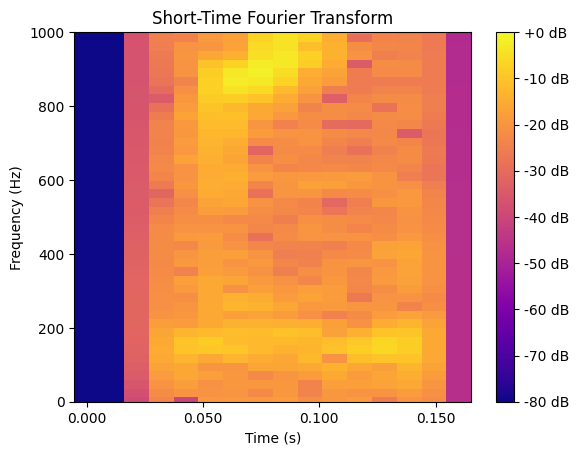 Short-Time Fourier Transform
Frequency (Hz)
1000
800
600
400
200
0
0.000
0.050
0.100
0.150
Time (s)
+0 dB
-10 dB
-20 dB
-30 dB
-40 dB
-50 dB
-60 dB
-70 dB
-80 dB